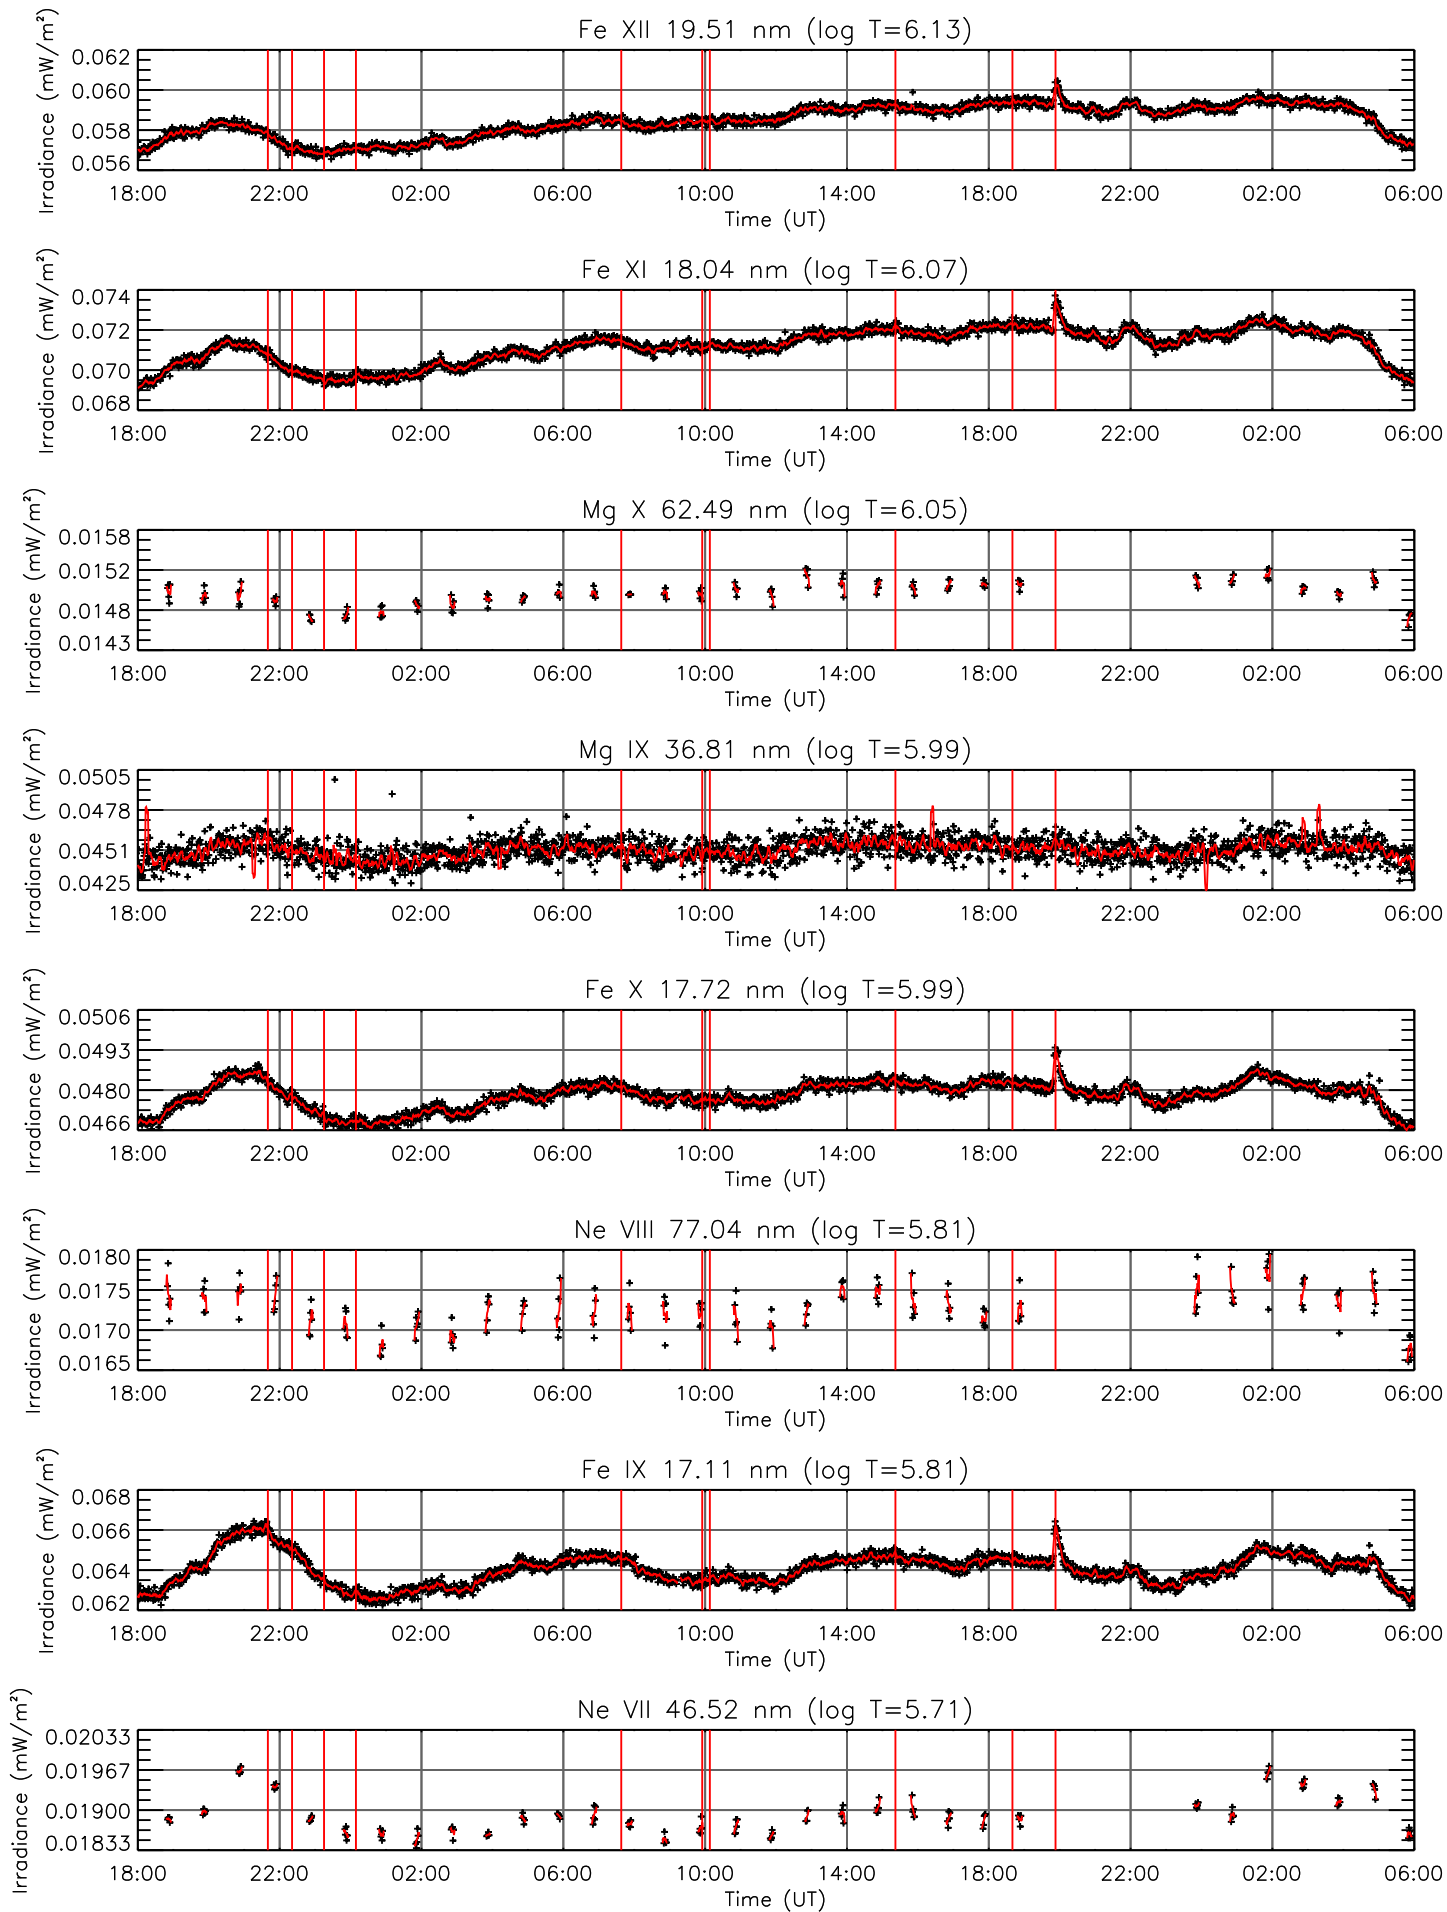 Fe XII 19.51 nm (log T=6.13)
Irradiance (mW/m²)
0.062
0.060
0.058
0.056
18:00 22:00 02:00 06:00 10:00 14:00 18:00 22:00 02:00 06:00
Time (UT)
Fe XI 18.04 nm (log T=6.07)
Irradiance (mW/m²)
0.074
0.072
0.070
0.068
18:00 22:00 02:00 06:00 10:00 14:00 18:00 22:00 02:00 06:00
Time (UT)
Mg X 62.49 nm (log T=6.05)
Irradiance (mW/m²)
0.0158
0.0152
0.0148
0.0143
18:00 22:00 02:00 06:00 10:00 14:00 18:00 22:00 02:00 06:00
Time (UT)
Mg IX 36.81 nm (log T=5.99)
Irradiance (mW/m²)
0.0505
0.0478
0.0451
0.0425
18:00 22:00 02:00 06:00 10:00 14:00 18:00 22:00 02:00 06:00
Time (UT)
Fe X 17.72 nm (log T=5.99)
Irradiance (mW/m²)
0.0506
0.0493
0.0480
0.0466
18:00 22:00 02:00 06:00 10:00 14:00 18:00 22:00 02:00 06:00
Time (UT)
Ne VIII 77.04 nm (log T=5.81)
Irradiance (mW/m²)
0.0180
0.0175
0.0170
0.0165
18:00 22:00 02:00 06:00 10:00 14:00 18:00 22:00 02:00 06:00
Time (UT)
Fe IX 17.11 nm (log T=5.81)
Irradiance (mW/m²)
0.068
0.066
0.064
0.062
18:00 22:00 02:00 06:00 10:00 14:00 18:00 22:00 02:00 06:00
Time (UT)
Ne VII 46.52 nm (log T=5.71)
Irradiance (mW/m²)
0.02033
0.01967
0.01900
0.01833
18:00 22:00 02:00 06:00 10:00 14:00 18:00 22:00 02:00 06:00
Time (UT)